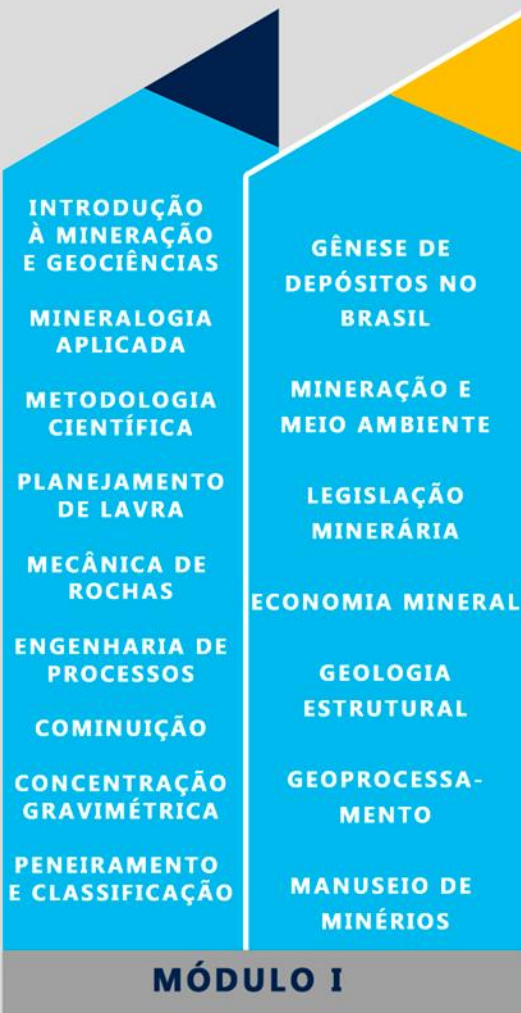 INTRODUÇÃO
À MINERAÇÃO
E GEOCIÊNCIAS
MINERALOGIA
APLICADA
METODOLOGIA
CIENTÍFICA
PLANEJAMENTO
DE LAVRA
MECÂNICA DE
ROCHAS
ENGENHARIA DE
PROCESSOS
COMINUIÇÃO
CONCENTRAÇÃO
GRAVIMÉTRICA
PENEIRAMENTO
E CLASSIFICAÇÃO
GÊNESE DE
DEPÓSITOS NO
BRASIL
MINERAÇÃO E
MEIO AMBIENTE
LEGISLAÇÃO
MINERÁRIA
ECONOMIA MINERAL
GEOLOGIA
ESTRUTURAL
GEOPROCESSA-
MENTO
MANUSEIO DE
MINÉRIOS
MÓDULO I